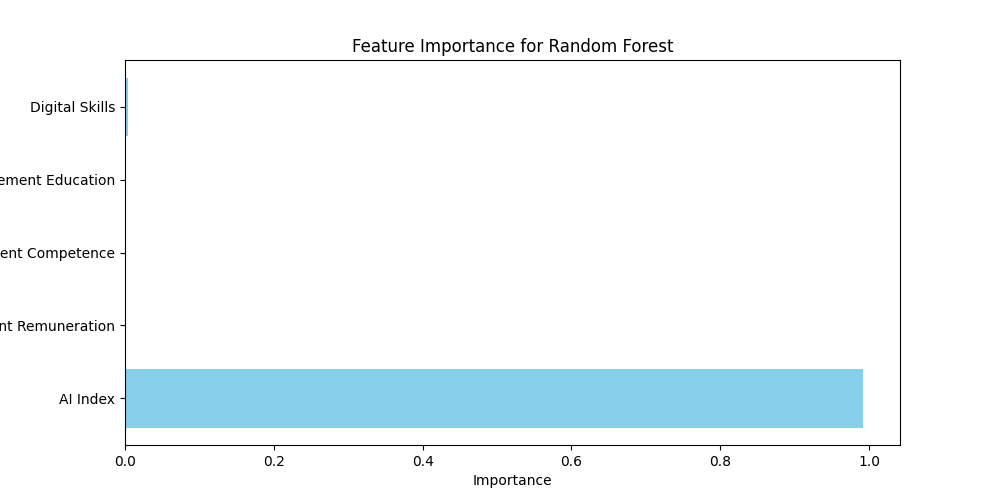 Feature Importance for Random Forest
Digital Skills
ement Education
ent Competence
nt Remuneration
AI Index
0.0 0.2 0.4 0.6 0.8 1.0
Importance